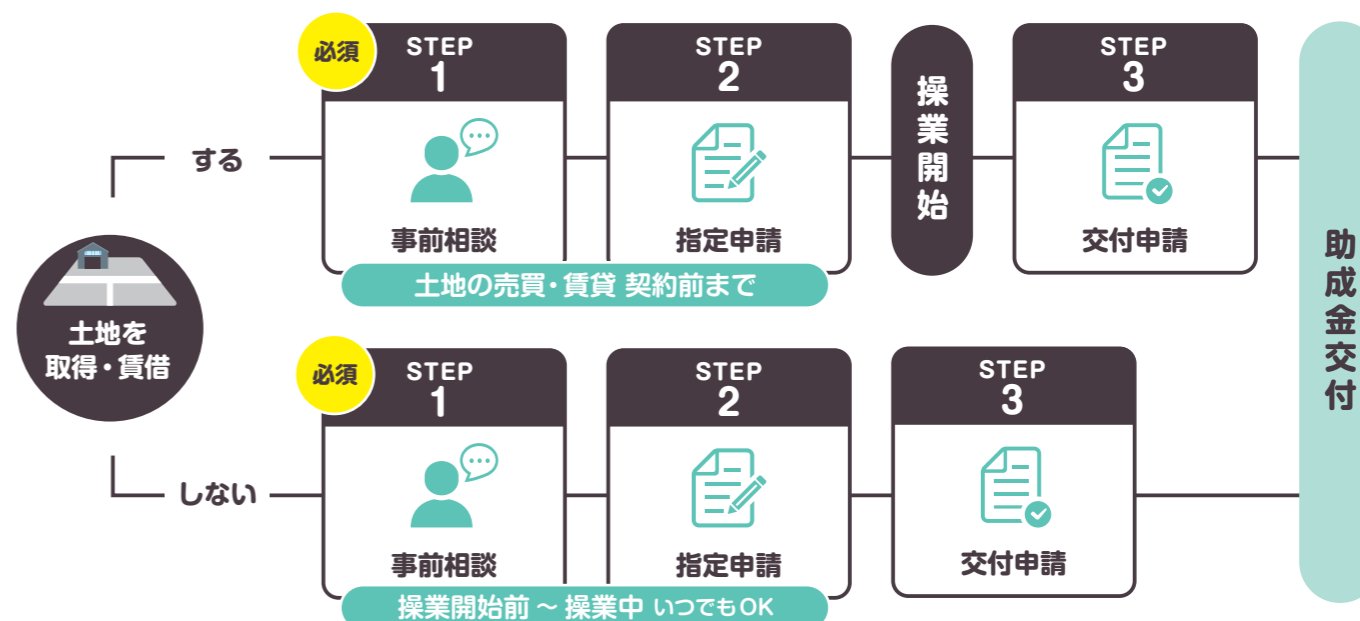 土地を
取得・賃借
する
必須
STEP
1
事前相談
STEP
2
指定申請
土地の売買・賃貸 契約前まで
操業開始
STEP
3
交付申請
しない
必須
STEP
1
事前相談
STEP
2
指定申請
操業開始前 ~ 操業中 いつでもOK
STEP
3
交付申請
助成金交付